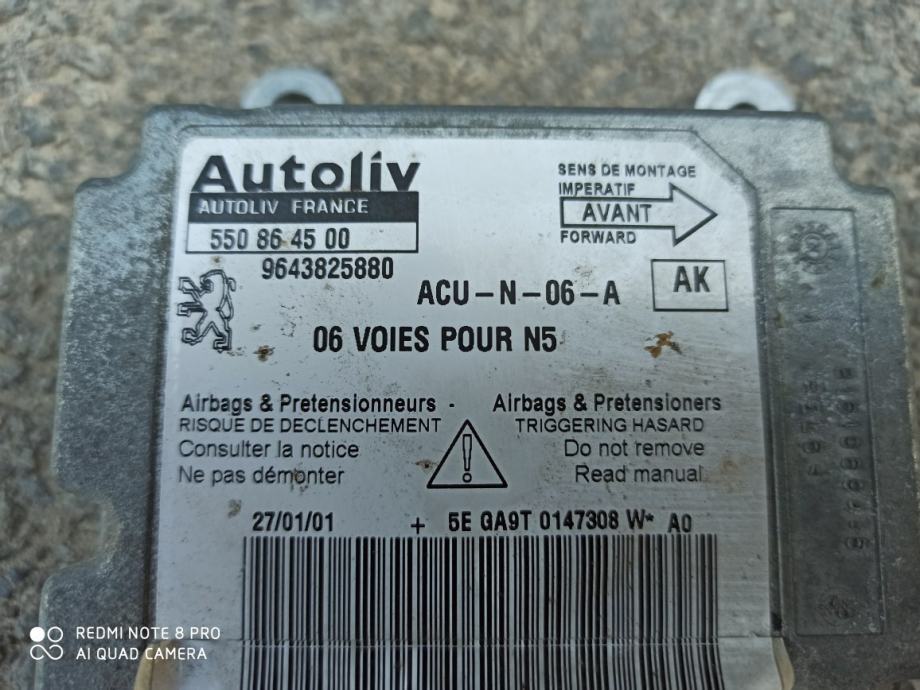 Autoliv
AUTOLIV FRANCE
550 86 45 00
9643825880
SENS DE MONTAGE
IMPERATIF
AVANT
FORWARD
ACU-N-06-A
AK
06 VOIES POUR N5
Airbags & Pretensionneurs -
RISQUE DE DECLENCHEMENT
Consulter la notice
Ne pas démonter
Airbags & Pretensioners
TRIGGERING HASARD
Do not remove
Read manual
27/01/01 + 5E GA9T 0147308 W* A0
REDMI NOTE 8 PRO
AI QUAD CAMERA